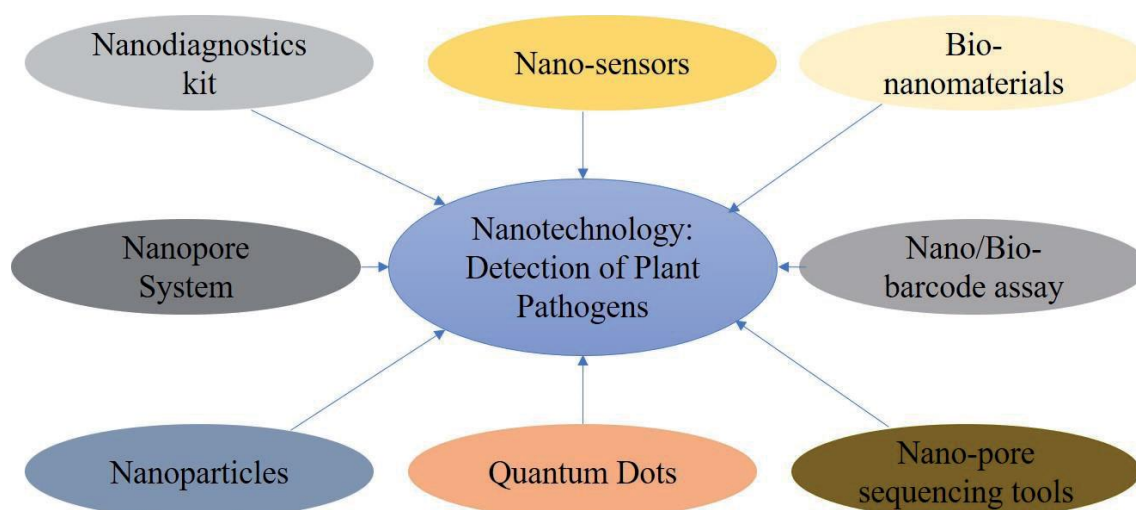 Nanodiagnostics
kit
Nano-sensors
Bio-
nanomaterials
Nanopore
System
Nanotechnology:
Detection of Plant
Pathogens
Nano/Bio-
barcode assay
Nanoparticles
Quantum Dots
Nano-pore
sequencing tools